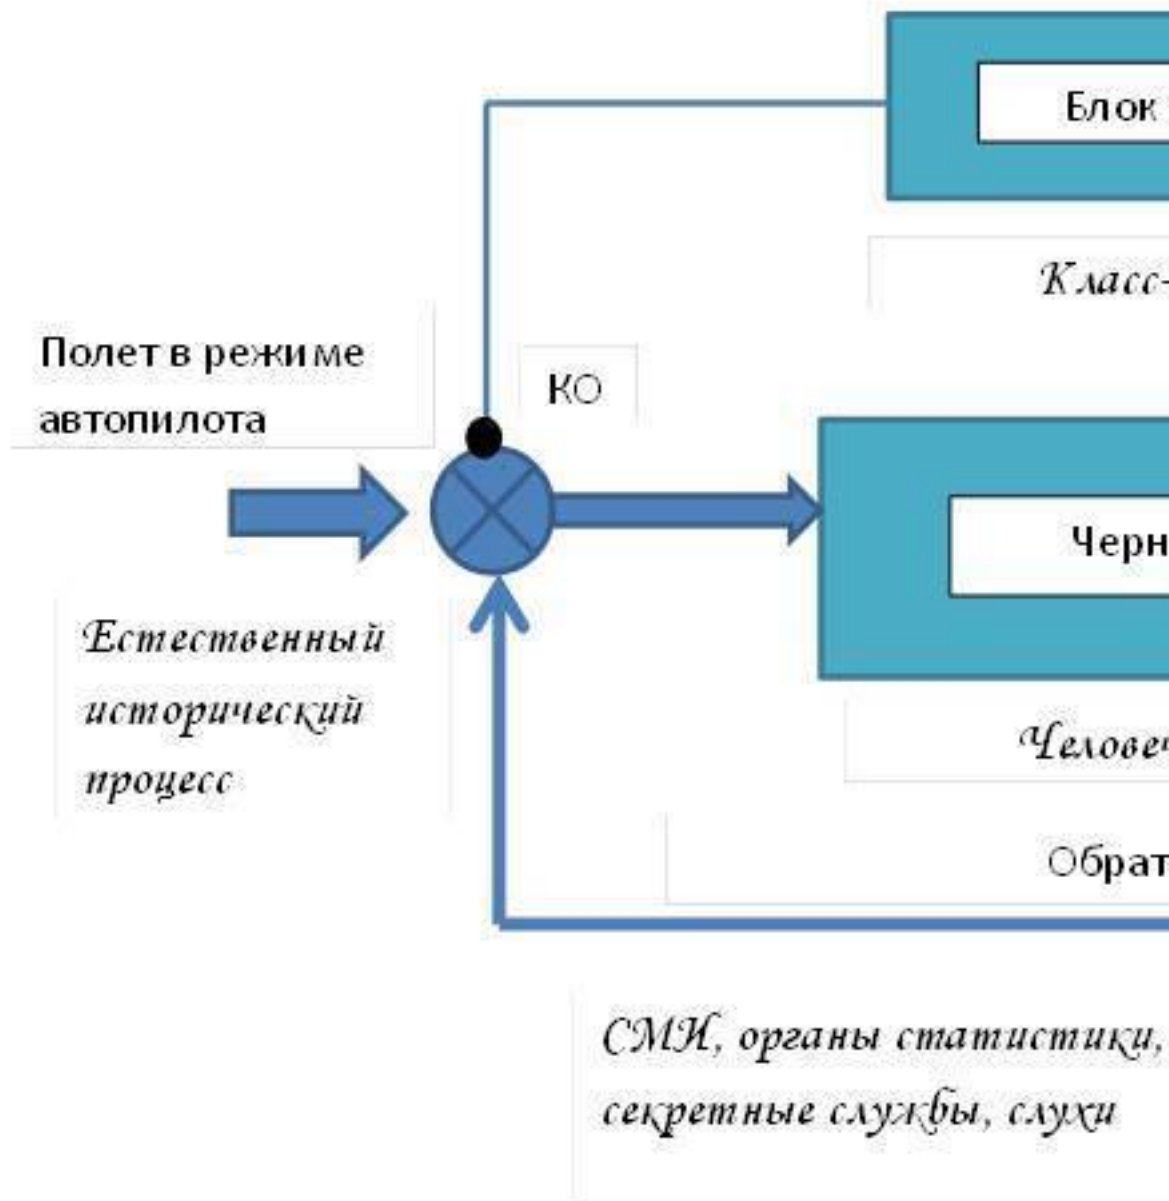 Блок
Класс-
Полет в режиме
автопилота
КО
Черн
Естественный
исторический
процесс
Человеч
Обрат
СМИ, органы статистики,
секретные службы, слухи